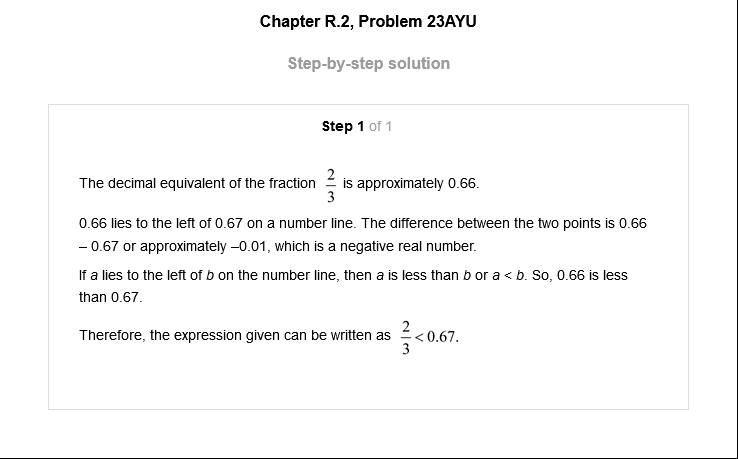 Chapter R.2, Problem 23AYU
Step-by-step solution
Step 1 of 1
The decimal equivalent of the fraction 2/3 is approximately 0.66.
0.66 lies to the left of 0.67 on a number line. The difference between the two points is 0.66
– 0.67 or approximately –0.01, which is a negative real number.
If a lies to the left of b on the number line, then a is less than b or a < b. So, 0.66 is less
than 0.67.
Therefore, the expression given can be written as 2/3 < 0.67.